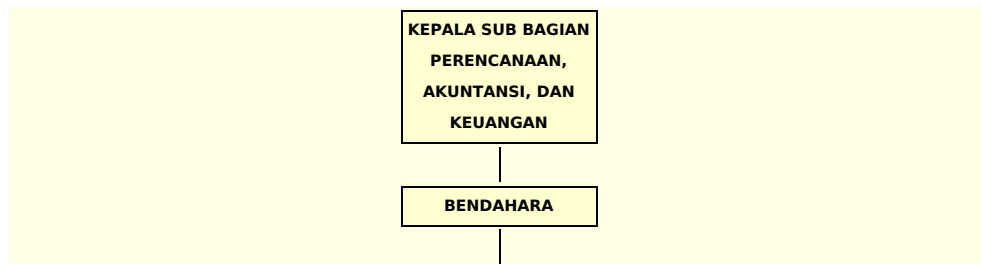 KEPALA SUB BAGIAN
PERENCANAAN,
AKUNTANSI, DAN
KEUANGAN
BENDAHARA